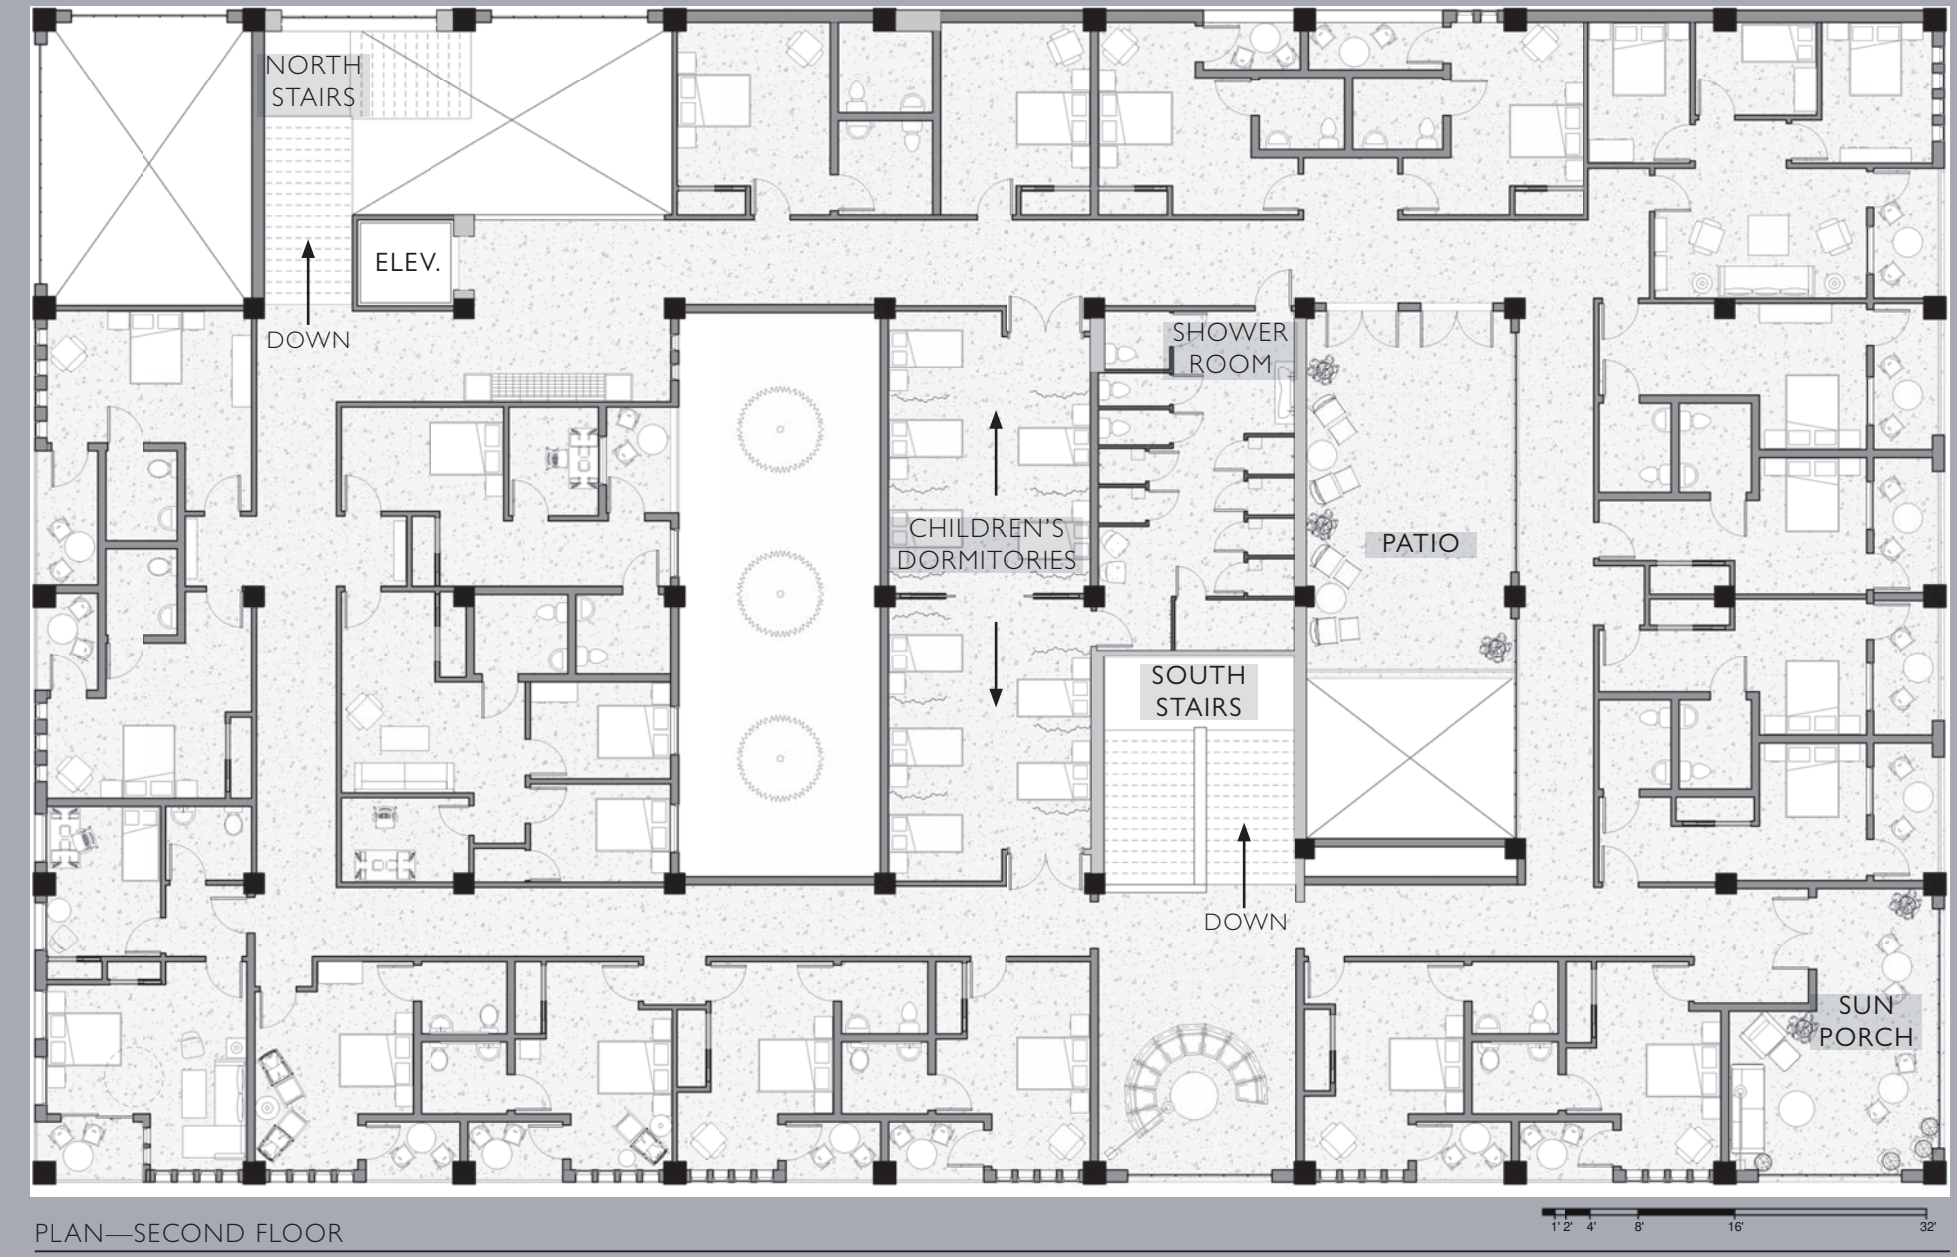 NORTH
STAIRS
ELEV.
DOWN
SHOWER
ROOM
CHILDREN'S
DORMITORIES
PATIO
SOUTH
STAIRS
DOWN
SUN
PORCH
PLAN—SECOND FLOOR
1' 2' 4' 8' 16' 32'